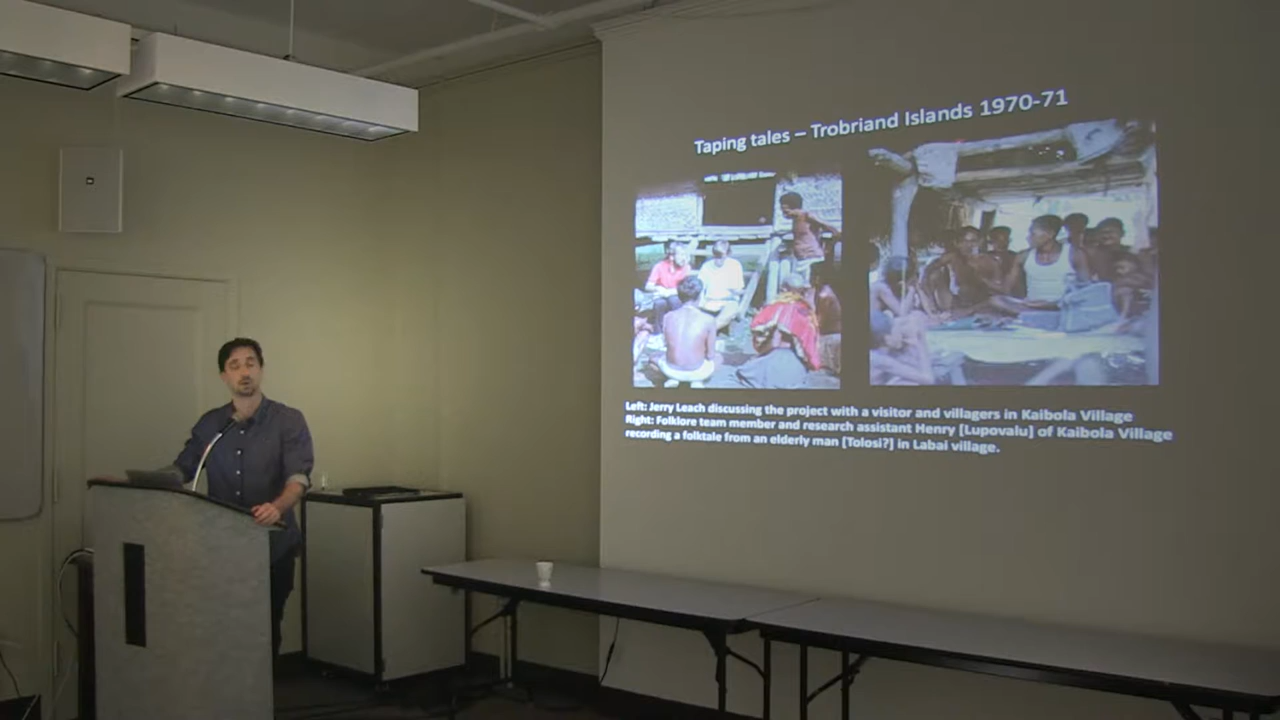 Taping tales – Trobriand Islands 1970-71
Left: Jerry Leach discussing the project with a visitor and villagers in Kaibola Village
Right: Folklore team member and research assistant Henry [Lupovalu] of Kaibola Village
recording a folktale from an elderly man [Tolosi?] in Labai village.